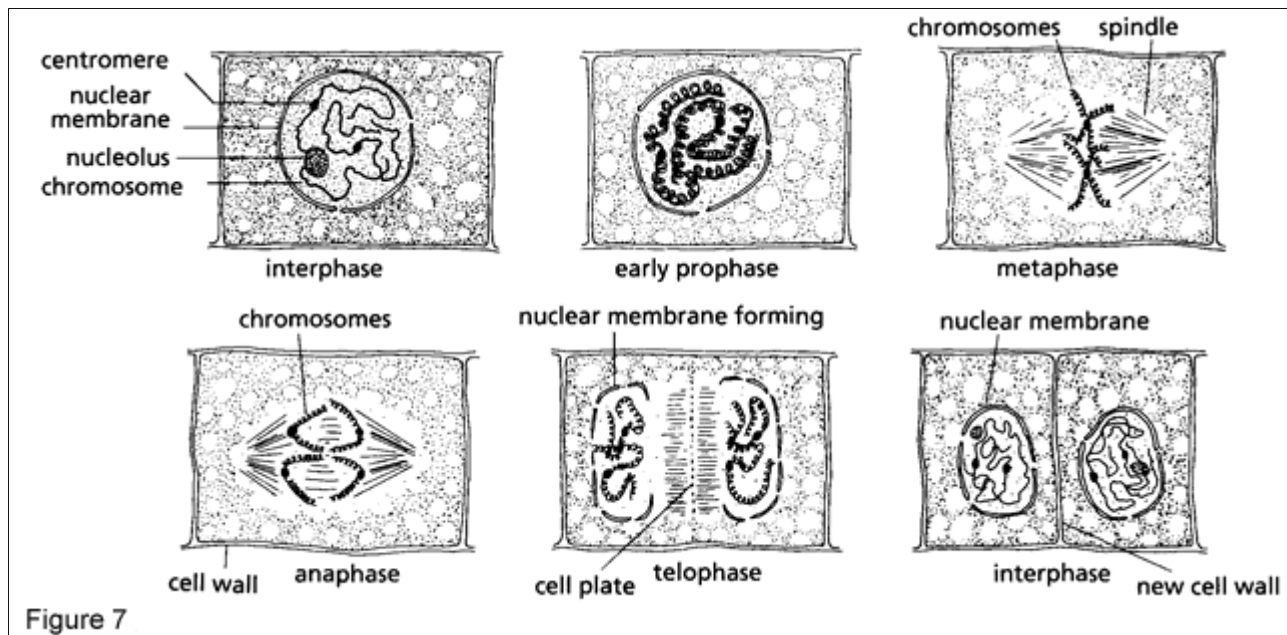 centromere
nuclear
membrane
nucleolus
chromosome
interphase
early prophase
chromosomes
spindle
metaphase
chromosomes
cell wall
anaphase
nuclear membrane forming
cell plate
telophase
nuclear membrane
interphase
new cell wall
Figure 7